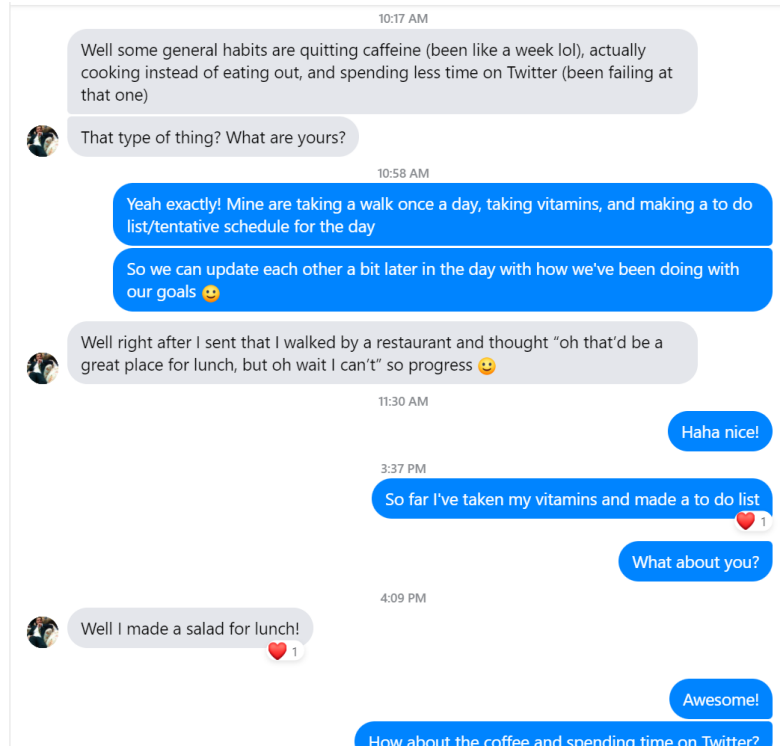 10:17 AM
Well some general habits are quitting caffeine (been like a week lol), actually
cooking instead of eating out, and spending less time on Twitter (been failing at
that one)
That type of thing? What are yours?
10:58 AM
Yeah exactly! Mine are taking a walk once a day, taking vitamins, and making a to do
list/tentative schedule for the day
So we can update each other a bit later in the day with how we've been doing with
our goals 🙂
Well right after I sent that I walked by a restaurant and thought “oh that’d be a
great place for lunch, but oh wait I can’t” so progress 🙂
11:30 AM
Haha nice!
3:37 PM
So far I've taken my vitamins and made a to do list
❤️ 1
What about you?
4:09 PM
Well I made a salad for lunch!
❤️ 1
Awesome!
How about the coffee and spending time on Twitter?